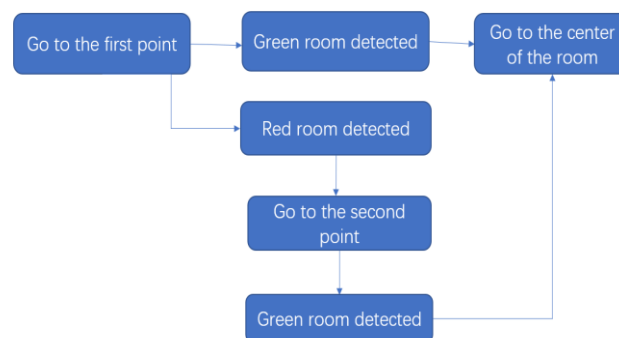 Go to the first point
Green room detected
Go to the center
of the room
Red room detected
Go to the second
point
Green room detected